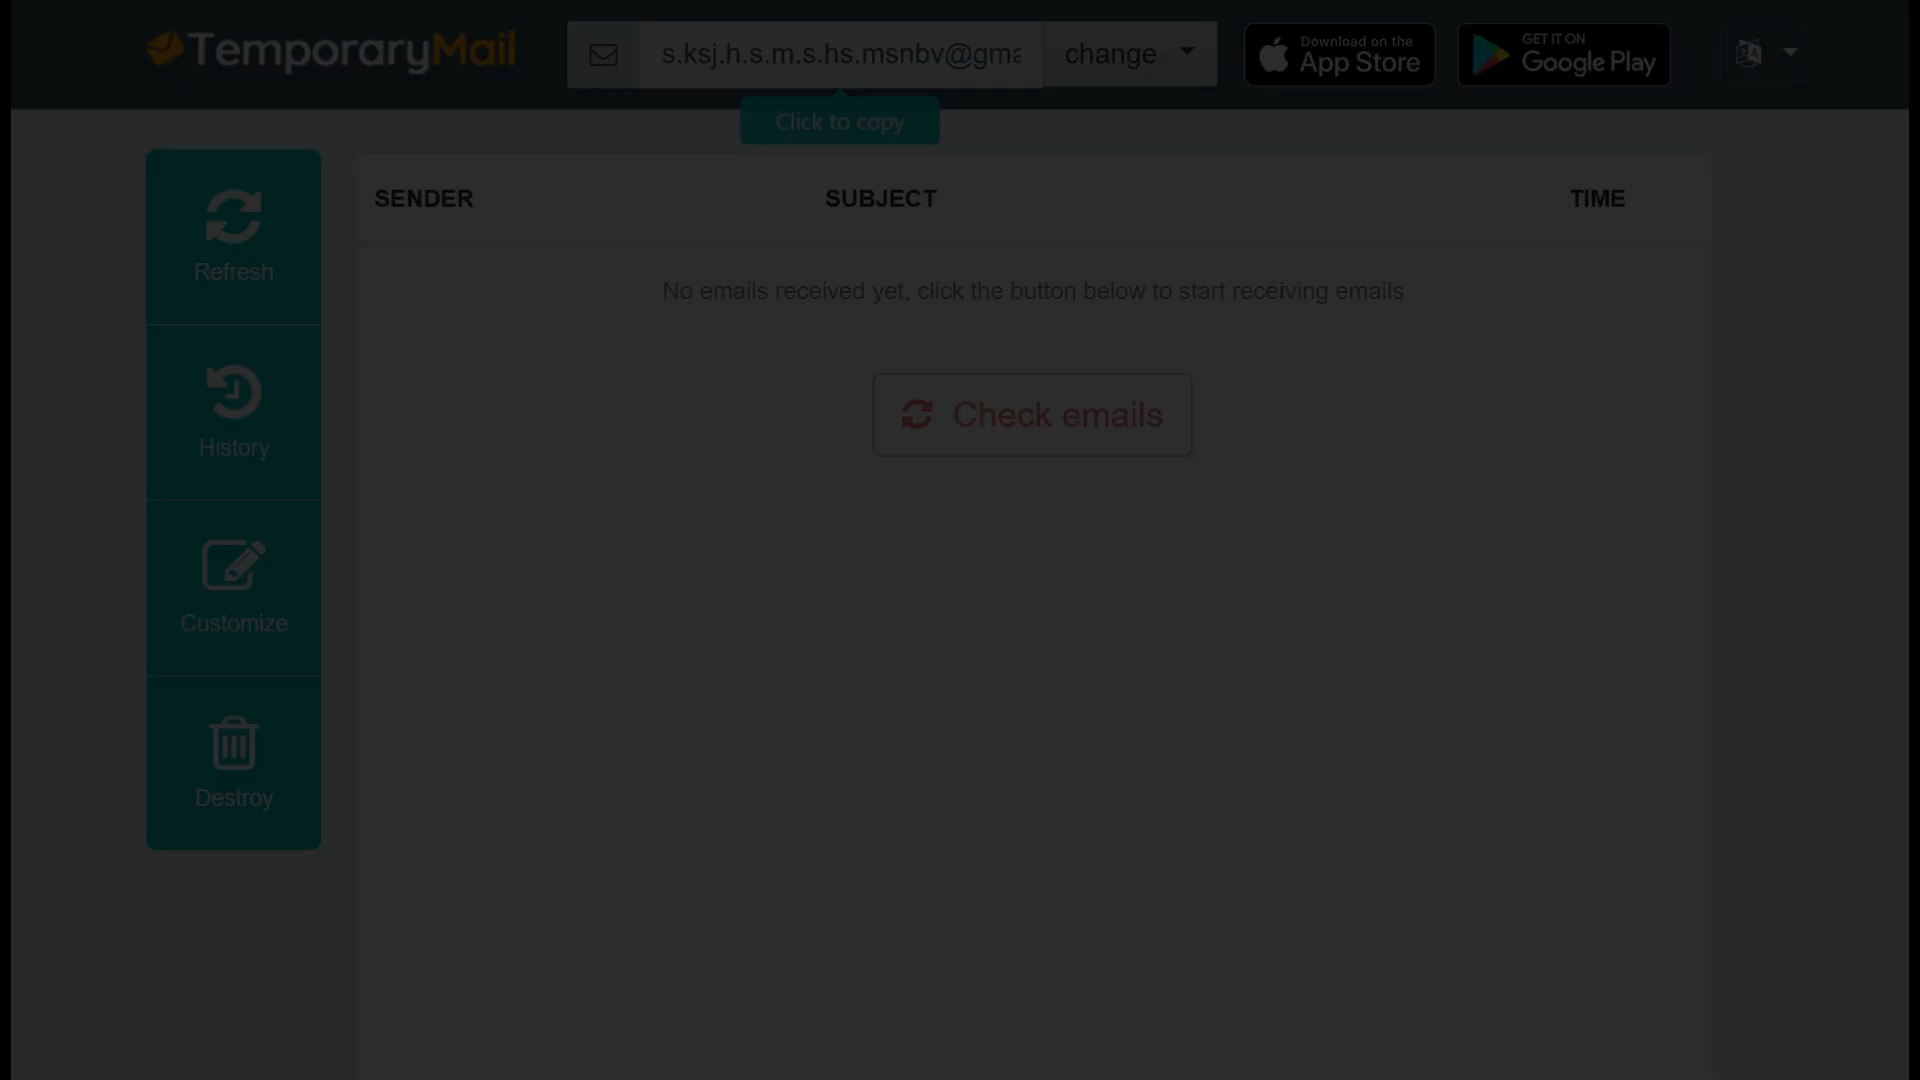 TemporaryMail
s.ksj.h.s.m.s.hs.msnbv@gma
change
Download on the
App Store
GET IT ON
Google Play
Click to copy
Refresh
History
Customize
Destroy
SENDER SUBJECT TIME
No emails received yet, click the button below to start receiving emails
Check emails